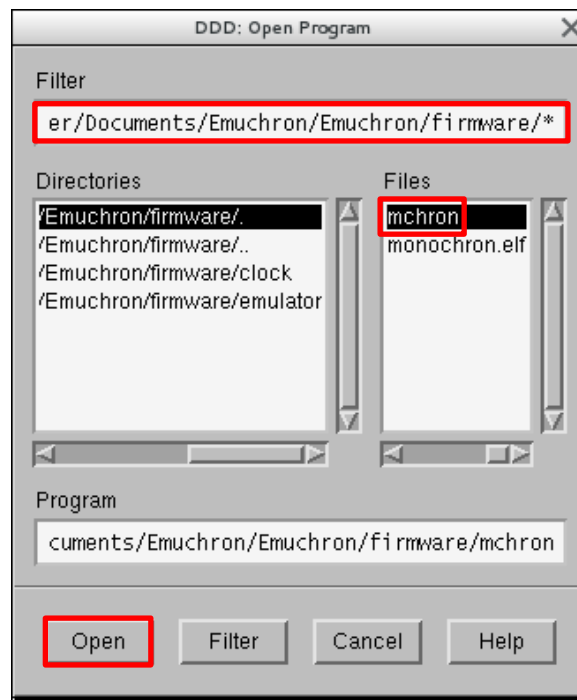 DDD: Open Program
Filter
er/Documents/Emuchron/Emuchron/firmware/*
Directories
Files
/Emuchron/firmware/.
mchron
/Emuchron/firmware/..
monochron.elf
/Emuchron/firmware/clock
/Emuchron/firmware/emulator
Program
cuments/Emuchron/Emuchron/firmware/mchron
Open
Filter
Cancel
Help